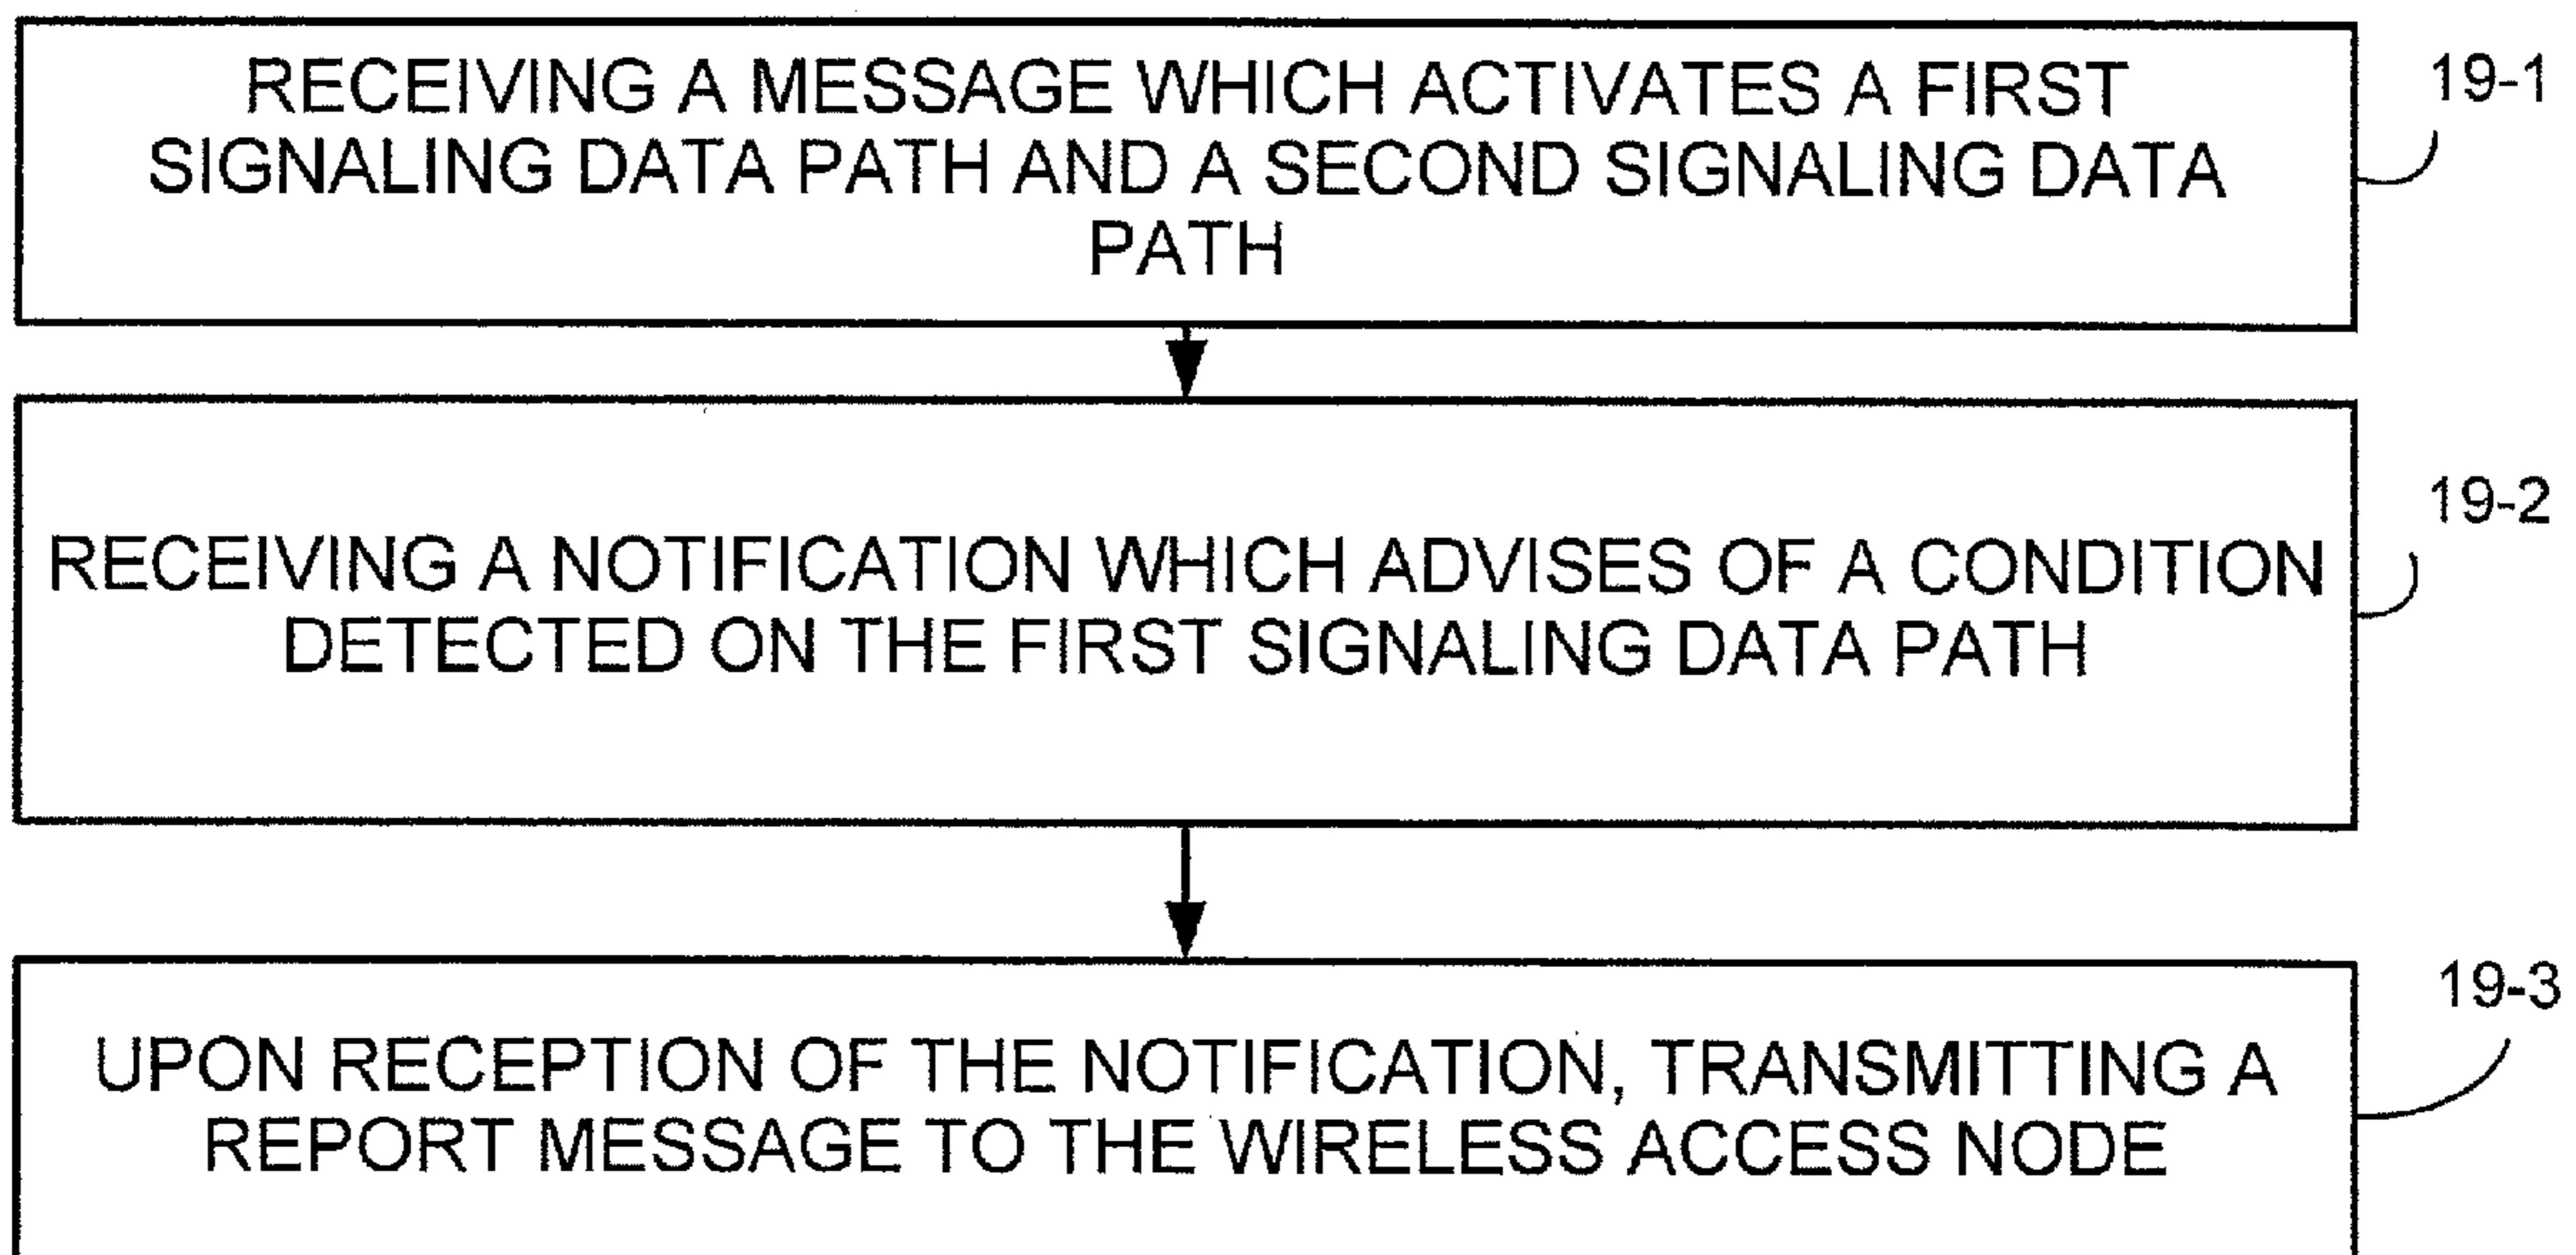 RECEIVING A MESSAGE WHICH ACTIVATES A FIRST
SIGNALING DATA PATH AND A SECOND SIGNALING DATA
PATH
19-1
RECEIVING A NOTIFICATION WHICH ADVISES OF A CONDITION
DETECTED ON THE FIRST SIGNALING DATA PATH
19-2
UPON RECEPTION OF THE NOTIFICATION, TRANSMITTING A
REPORT MESSAGE TO THE WIRELESS ACCESS NODE
19-3